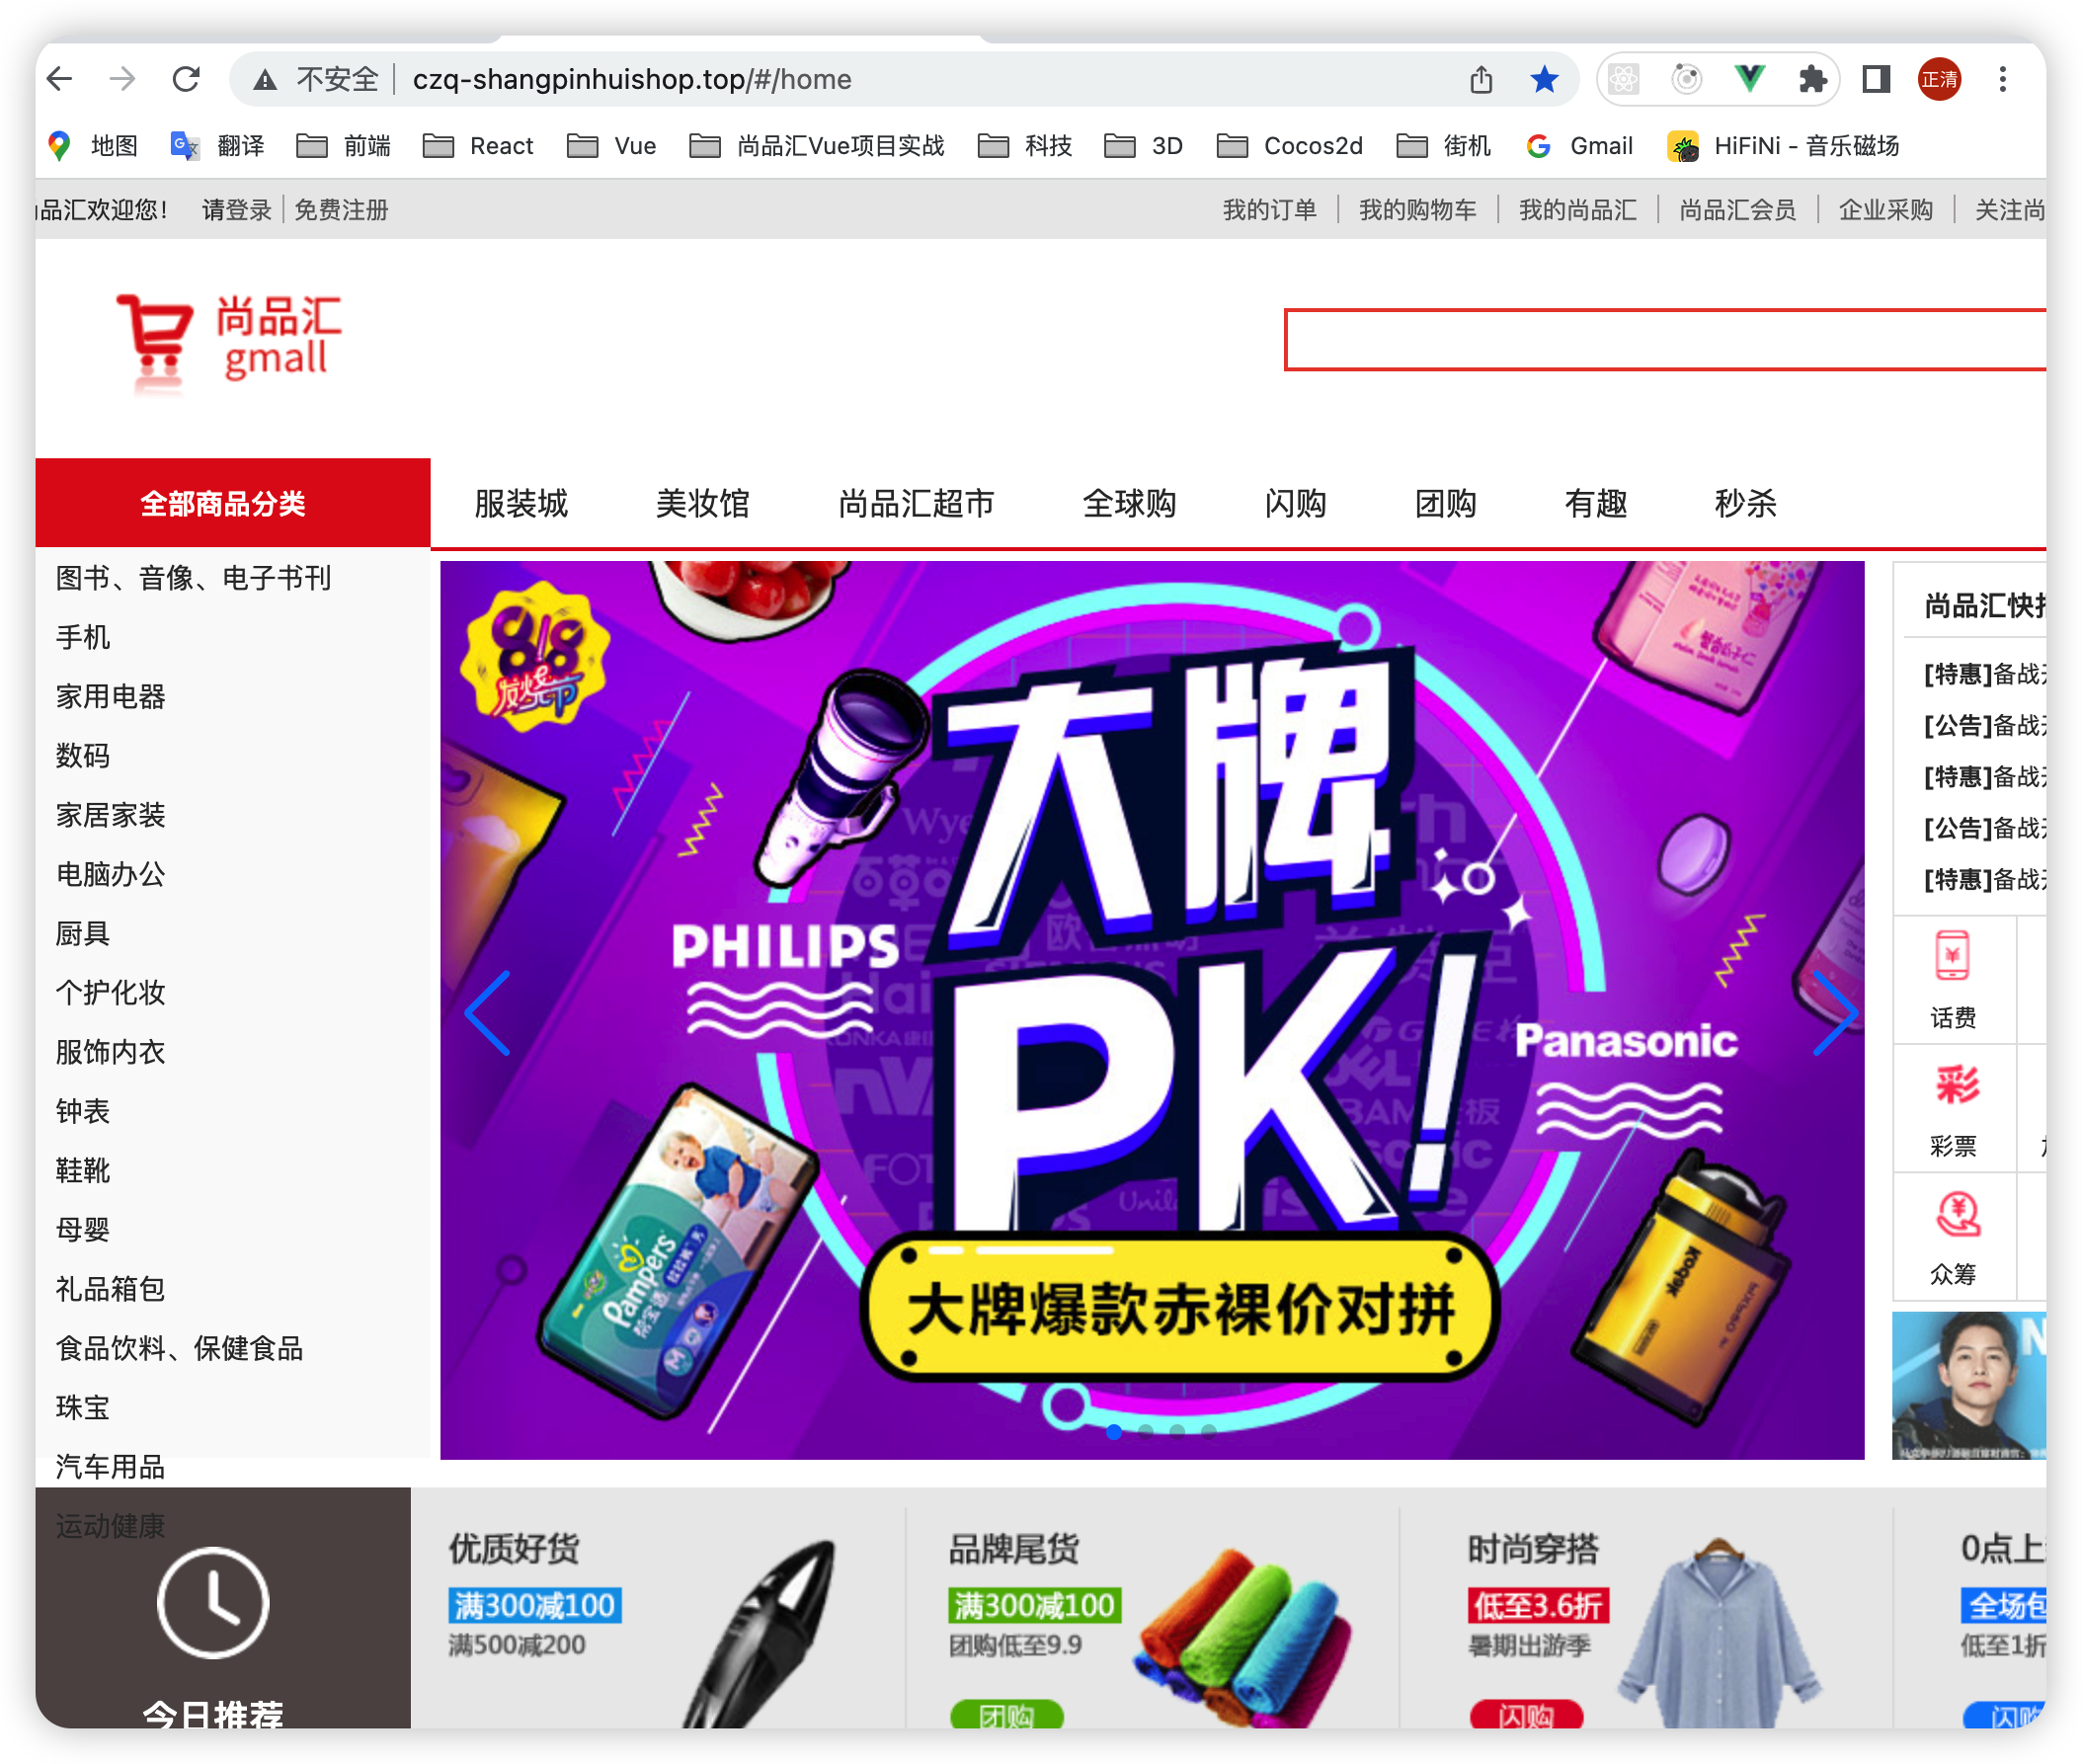 不安全 czq-shangpinhuishop.top/#/home
正清
地图 翻译 前端 React Vue 尚品汇Vue项目实战 科技 3D Cocos2d 街机 Gmail HiFiNi - 音乐磁场
品汇欢迎您! 请登录 免费注册 我的订单 我的购物车 我的尚品汇 尚品汇会员 企业采购 关注尚
尚品汇
gmall
全部商品分类 服装城 美妆馆 尚品汇超市 全球购 闪购 团购 有趣 秒杀
图书、音像、电子书刊
手机
家用电器
数码
家居家装
电脑办公
厨具
个护化妆
服饰内衣
钟表
鞋靴
母婴
礼品箱包
食品饮料、保健食品
珠宝
汽车用品
运动健康
8.8
发烧节
大牌
PK!
PHILIPS
Panasonic
Pampers
帮宝适
Kodak
大牌爆款赤裸价对拼
尚品汇快
[特惠]备战
[公告]备战
[特惠]备战
[公告]备战
[特惠]备战
话费
彩
彩票
众筹
今日推荐
优质好货
满300减100
满500减200
品牌尾货
满300减100
团购低至9.9
团购
时尚穿搭
低至3.6折
暑期出游季
闪购
0点上
全场包
低至1折
闪购